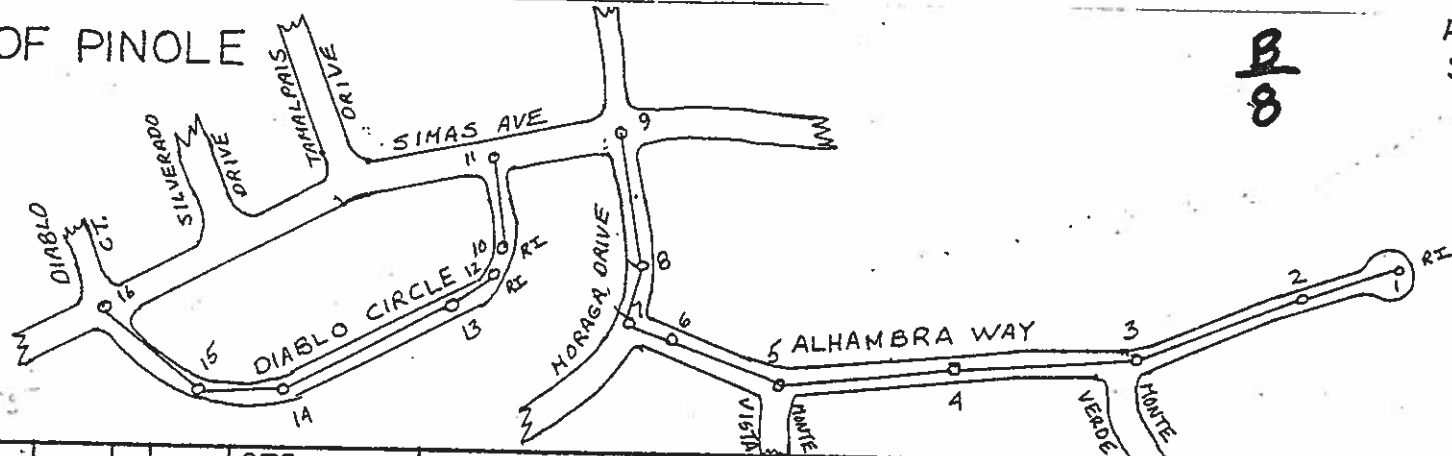 OF PINOLE
B
8
TAMALPAIS
DRIVE
SILVERADO
DRIVE
SIMAS AVE
9
11
DIABLO
CT.
16
10
RI
12
RI
DIABLO CIRCLE
13
14
15
MORAGA DRIVE
8
7
6
5
ALHAMBRA WAY
4
3
2
1
RI
VISTA
MONTE
VERDE
MONTE